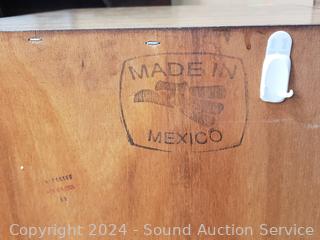 MADE IN
MEXICO
Copyright 2024 - Sound Auction Service